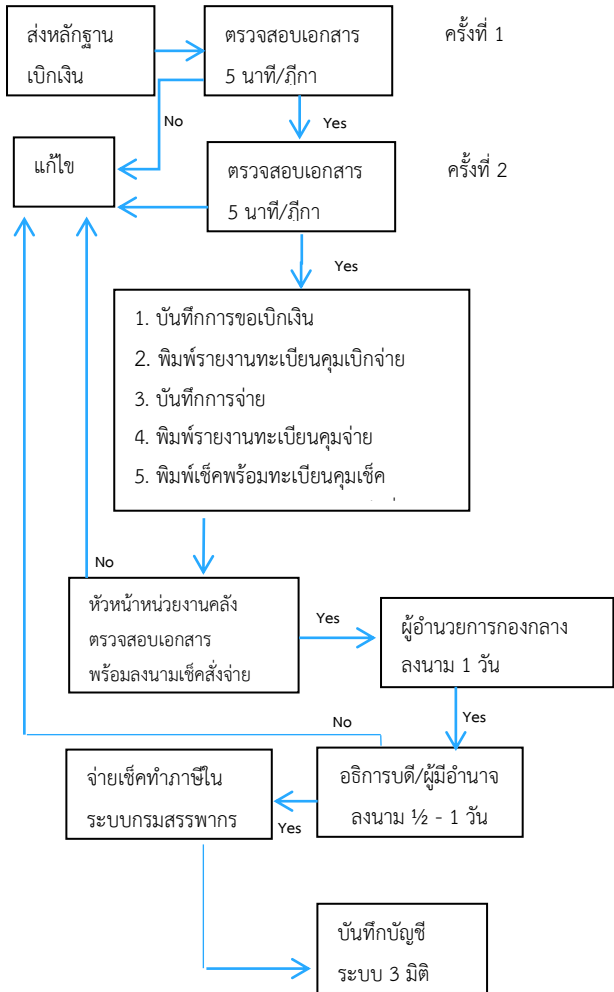 ส่งหลักฐาน
เบิกเงิน
ตรวจสอบเอกสาร
5 นาที/ฎีกา
ครั้งที่ 1
No
Yes
แก้ไข
ตรวจสอบเอกสาร
5 นาที/ฎีกา
ครั้งที่ 2
Yes
1. บันทึกการขอเบิกเงิน
2. พิมพ์รายงานทะเบียนคุมเบิกจ่าย
3. บันทึกการจ่าย
4. พิมพ์รายงานทะเบียนคุมจ่าย
5. พิมพ์เช็คพร้อมทะเบียนคุมเช็ค
No
หัวหน้าหน่วยงานคลัง
ตรวจสอบเอกสาร
พร้อมลงนามเช็คสั่งจ่าย
Yes
ผู้อำนวยการกองกลาง
ลงนาม 1 วัน
Yes
No
อธิการบดี/ผู้มีอำนาจ
ลงนาม ½ - 1 วัน
Yes
จ่ายเช็คทำภาษีใน
ระบบกรมสรรพากร
บันทึกบัญชี
ระบบ 3 มิติ